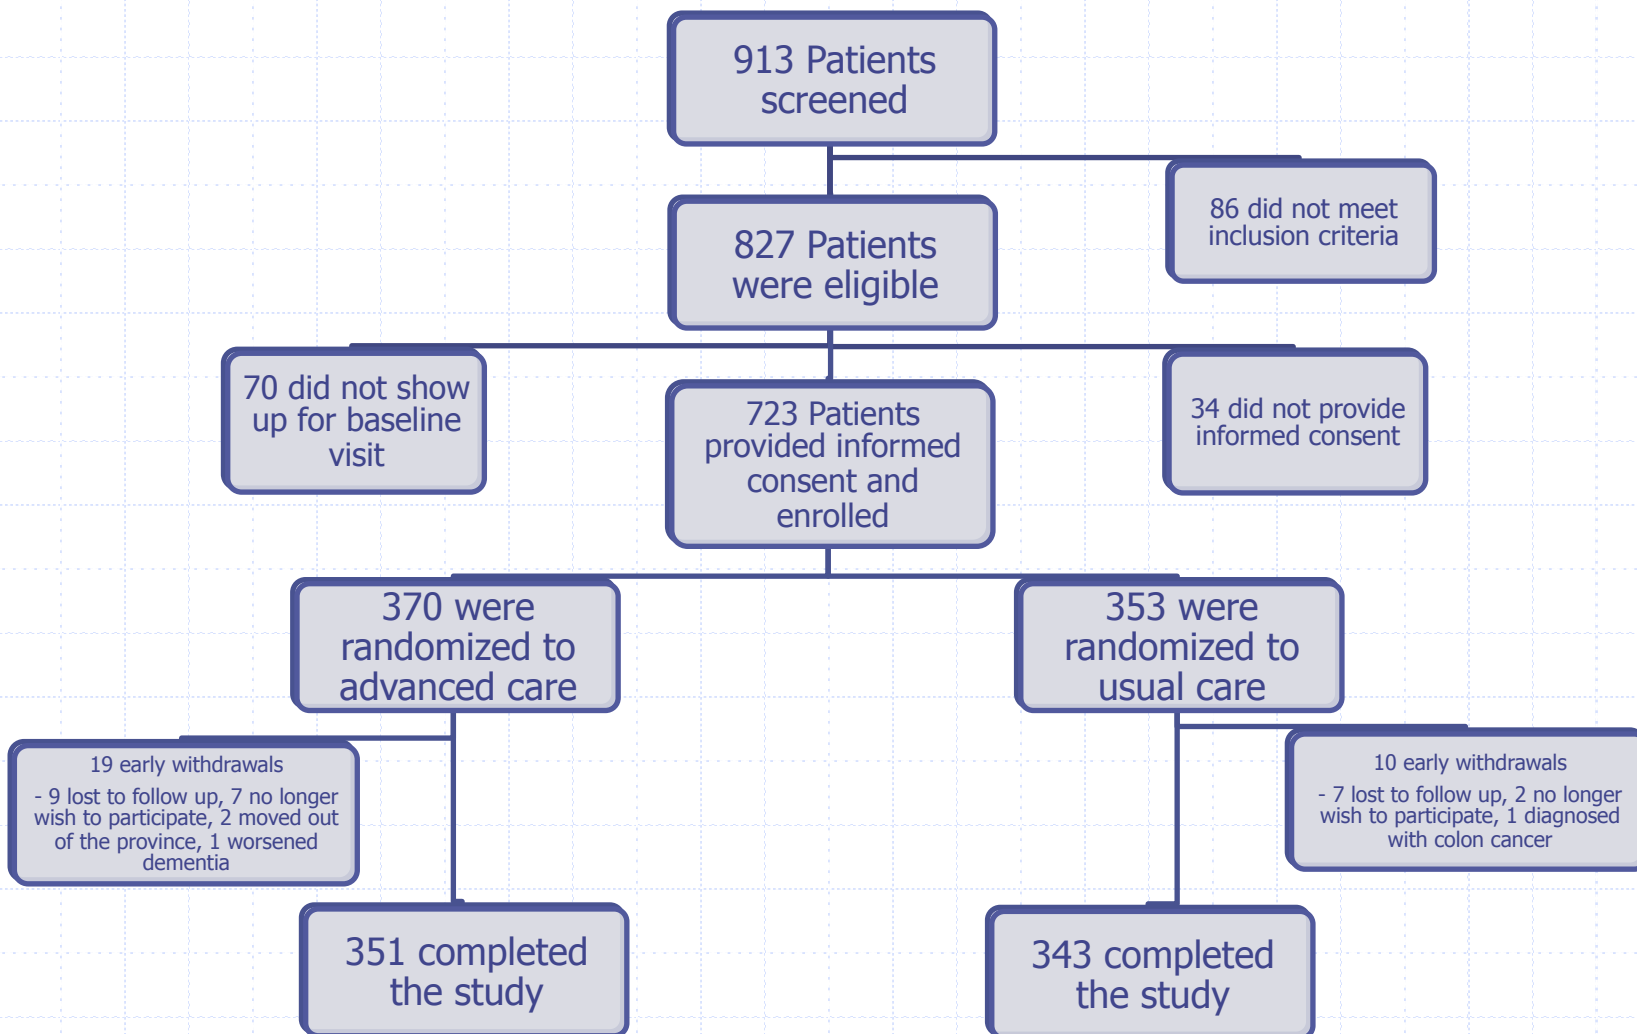 913 Patients
screened
86 did not meet
inclusion criteria
827 Patients
were eligible
70 did not show
up for baseline
visit
723 Patients
provided informed
consent and
enrolled
34 did not provide
informed consent
370 were
randomized to
advanced care
353 were
randomized to
usual care
19 early withdrawals
- 9 lost to follow up, 7 no longer
wish to participate, 2 moved out
of the province, 1 worsened
dementia
10 early withdrawals
- 7 lost to follow up, 2 no longer
wish to participate, 1 diagnosed
with colon cancer
351 completed
the study
343 completed
the study